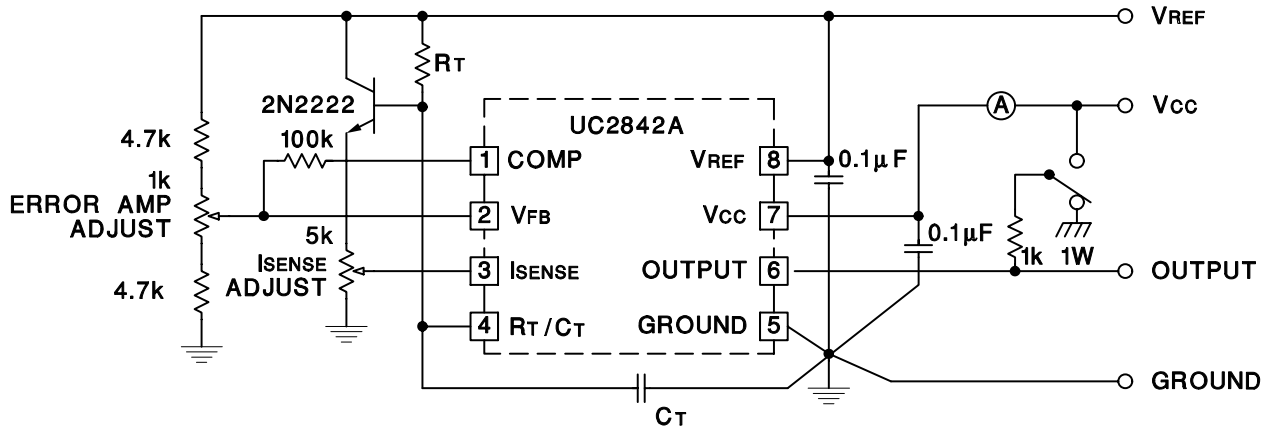 VREF
RT
A
VCC
2N2222
UC2842A
4.7k
100k
1 COMP
VREF 8
0.1μF
1k
ERROR AMP
ADJUST
2 VFB
VCC 7
0.1μF
5k
1k
1W
ISENSE
ADJUST
3 ISENSE
OUTPUT 6
OUTPUT
4.7k
4 RT/CT
GROUND 5
GROUND
CT